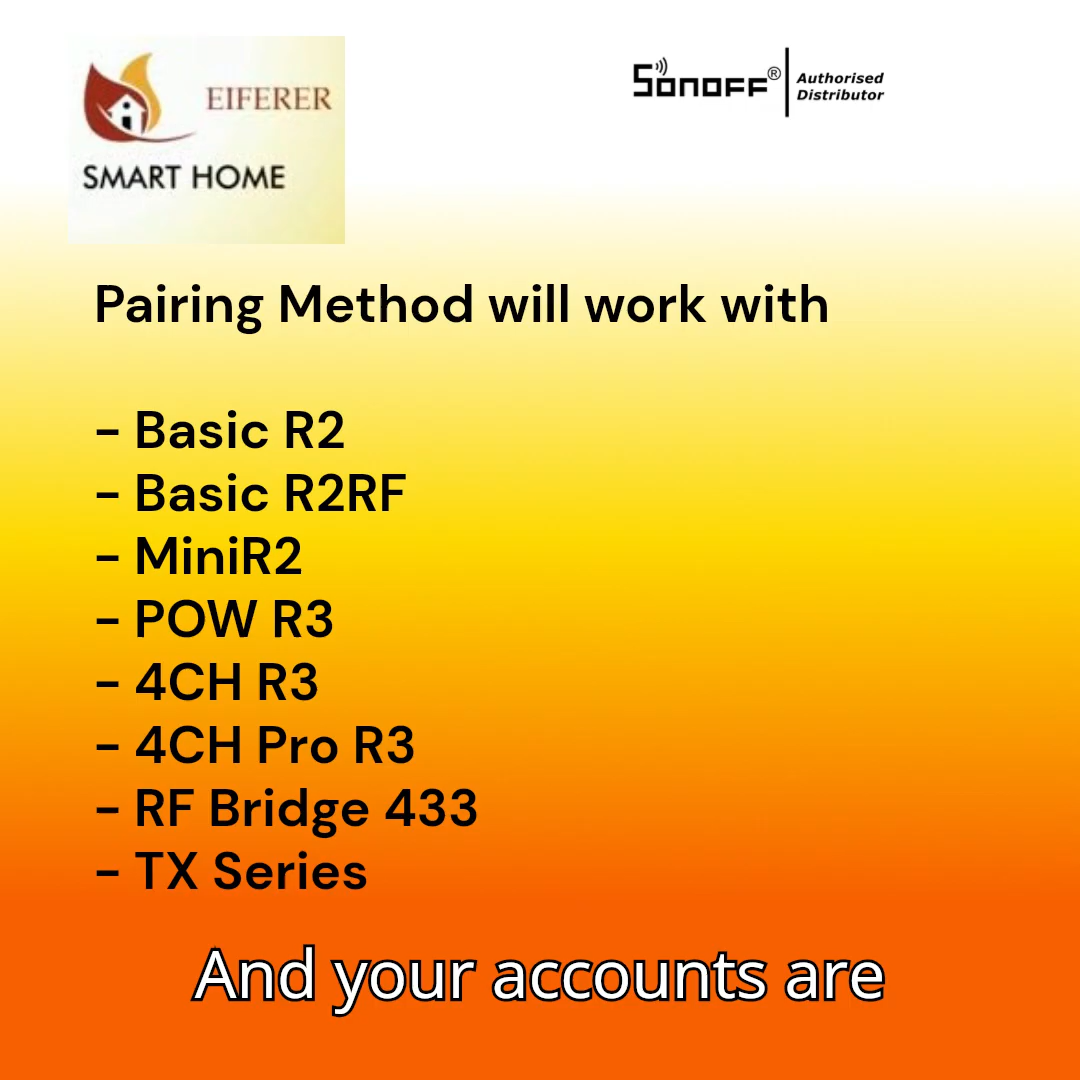 EIFERER
SMART HOME
SONOFF® Authorised
Distributor
Pairing Method will work with
- Basic R2
- Basic R2RF
- MiniR2
- POW R3
- 4CH R3
- 4CH Pro R3
- RF Bridge 433
- TX Series
And your accounts are